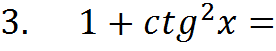 3. 1 + ctg²x =